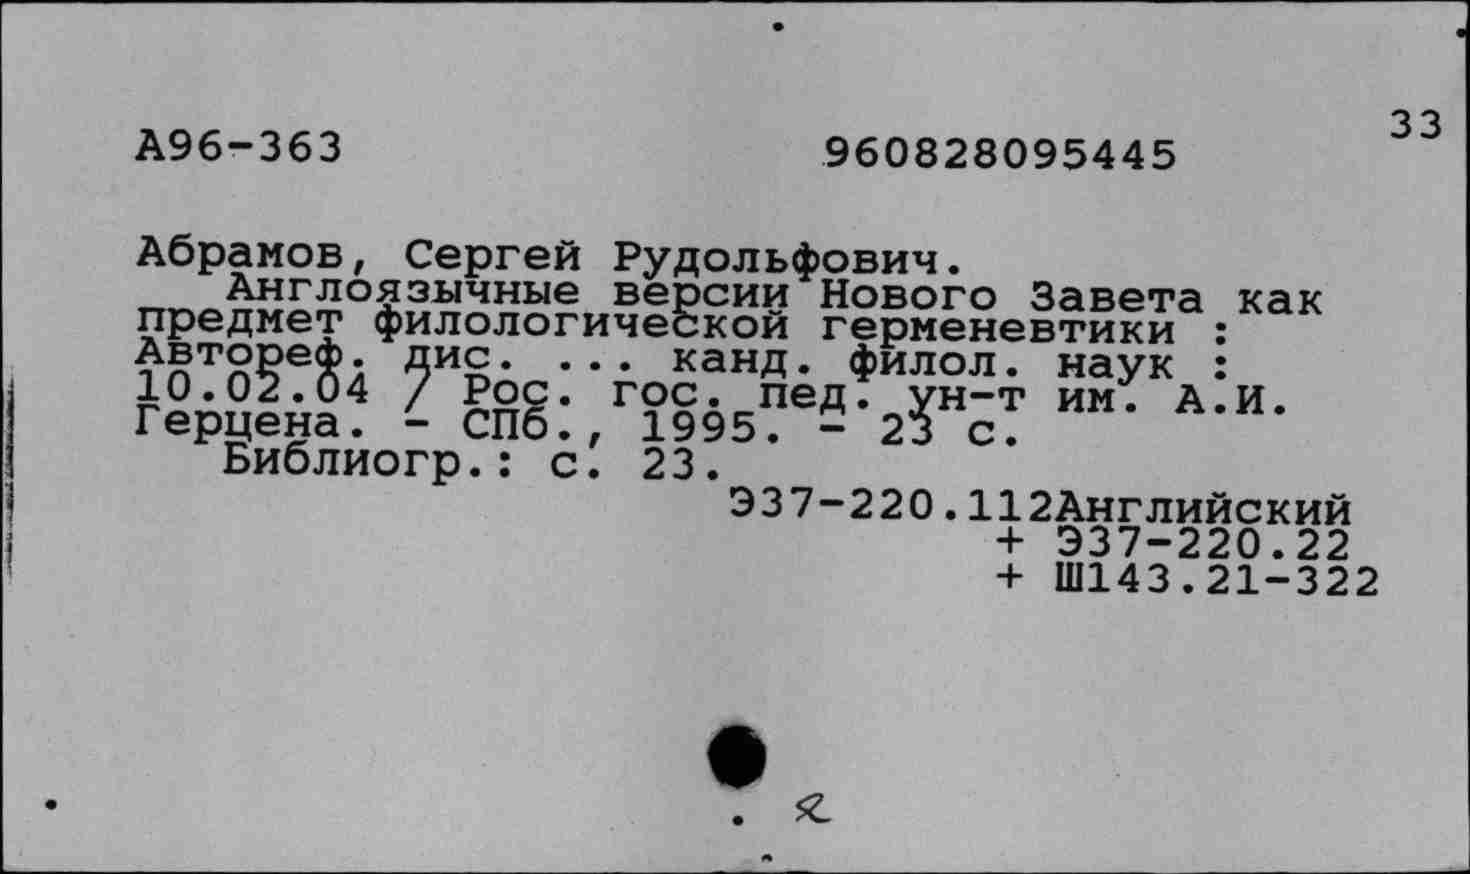 33
А96-363 960828095445
Абрамов, Сергей Рудольфович.
Англоязычные версии Нового Завета как
предмет филологической герменевтики :
Автореф. дис. ... канд. филол. наук :
10.02.04 / Рос. гос. пед. ун-т им. А.И.
Герцена. - СПб., 1995. - 23 с.
Библиогр.: с. 23.
Э37-220.112Английский
+ Э37-220.22
+ Ш143.21-322